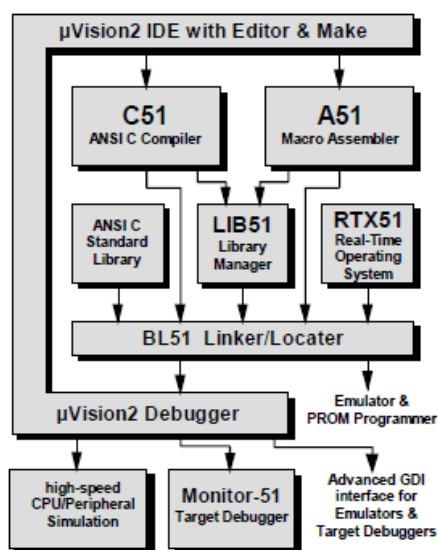 µVision2 IDE with Editor & Make
C51
ANSI C Compiler
A51
Macro Assembler
ANSI C
Standard
Library
LIB51
Library
Manager
RTX51
Real-Time
Operating
System
BL51 Linker/Locater
µVision2 Debugger
Emulator &
PROM Programmer
high-speed
CPU/Peripheral
Simulation
Monitor-51
Target Debugger
Advanced GDI
interface for
Emulators &
Target Debuggers